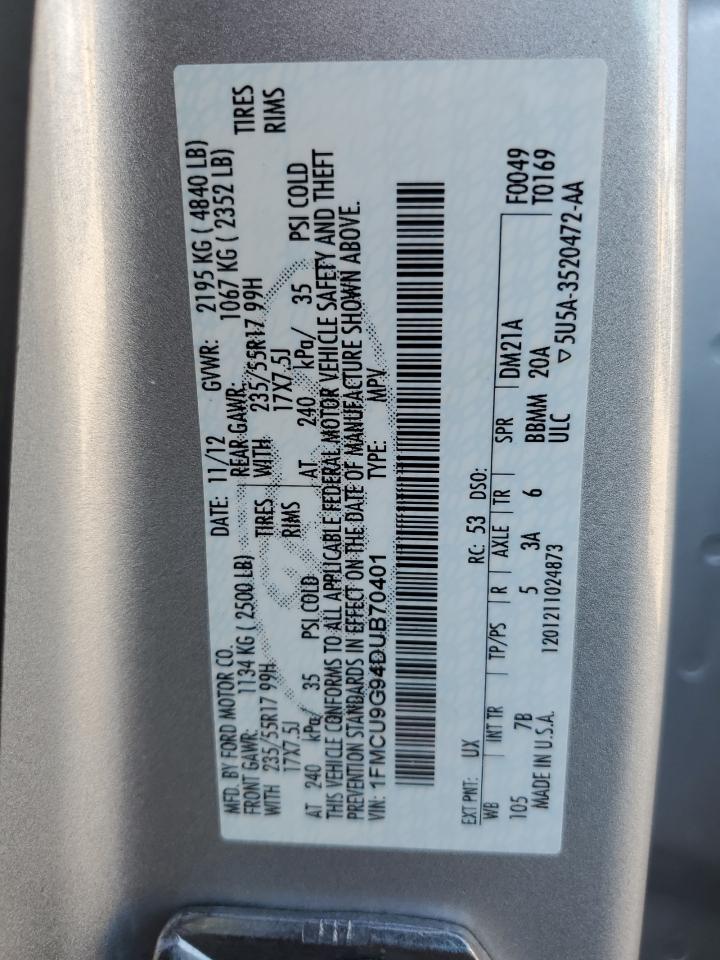 MFD. BY FORD MOTOR CO. DATE: 11/12 GVWR: 2195 KG ( 4840 LB)
FRONT GAWR: 1134 KG ( 2500 LB) REAR GAWR: 1067 KG ( 2352 LB)
WITH 235/55R17 99H TIRES WITH 235/55R17 99H TIRES
17X7.5J RIMS 17X7.5J RIMS
AT 240 kPa/ 35 PSI COLD AT 240 kPa/ 35 PSI COLD
THIS VEHICLE CONFORMS TO ALL APPLICABLE FEDERAL MOTOR VEHICLE SAFETY AND THEFT
PREVENTION STANDARDS IN EFFECT ON THE DATE OF MANUFACTURE SHOWN ABOVE.
VIN: 1FMCU9G94DUB70401 TYPE: MPV
EXT PNT: UX RC: 53 DSO:
WB INT TR TP/PS R AXLE TR SPR DM21A F0049
105 7B 5 3A 6 BBMM 20A T0169
MADE IN U.S.A. 1201211024873 ULC ▽5U5A-3520472-AA